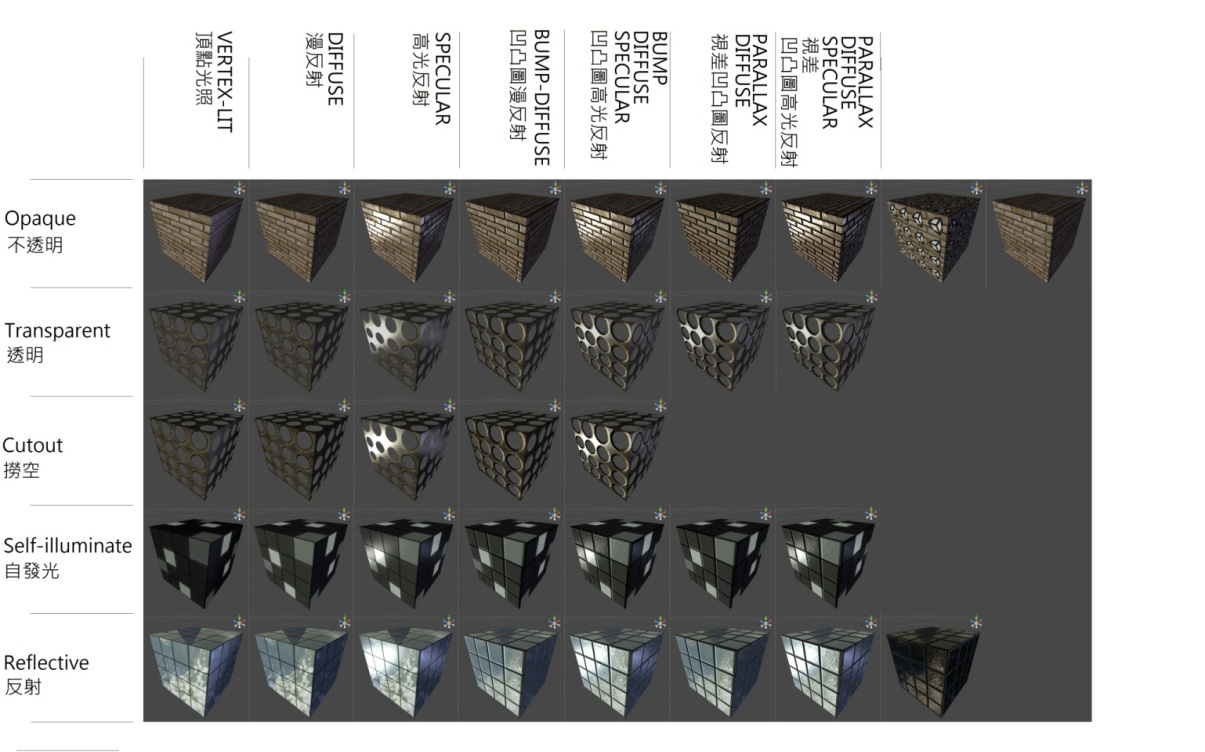 VERTEX-LIT
頂點光照
DIFFUSE
漫反射
SPECULAR
高光反射
BUMP-DIFFUSE
凹凸圖漫反射
BUMP
DIFFUSE
SPECULAR
凹凸圖高光反射
PARALLAX
DIFFUSE
視差凹凸圖反射
PARALLAX
DIFFUSE
SPECULAR
視差
凹凸圖高光反射
Opaque
不透明
Transparent
透明
Cutout
撈空
Self-illuminate
自發光
Reflective
反射